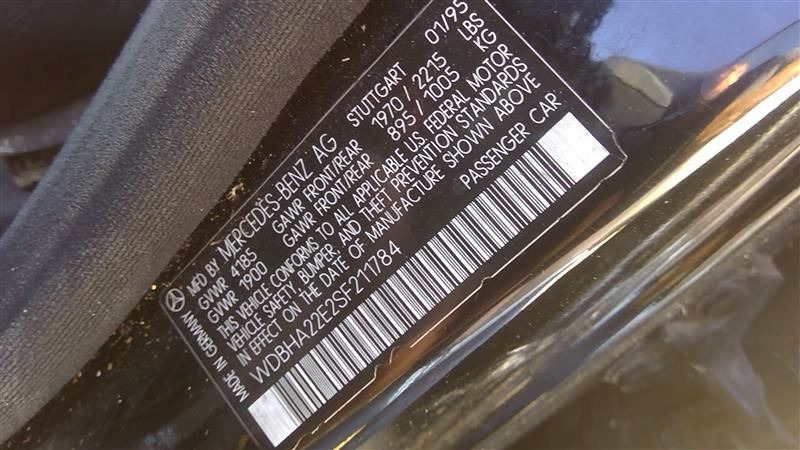 MFD BY MERCEDES-BENZ AG STUTTGART 01/95
GVWR 4185 GAWR FRONT/REAR 1970 / 2215 LBS
GVWR 1900 GAWR FRONT/REAR 895 / 1005 KG
THIS VEHICLE CONFORMS TO ALL APPLICABLE US FEDERAL MOTOR
VEHICLE SAFETY, BUMPER, AND THEFT PREVENTION STANDARDS
IN EFFECT ON THE DATE OF MANUFACTURE SHOWN ABOVE
WDBHA22E2SF211784 PASSENGER CAR
MADE IN GERMANY